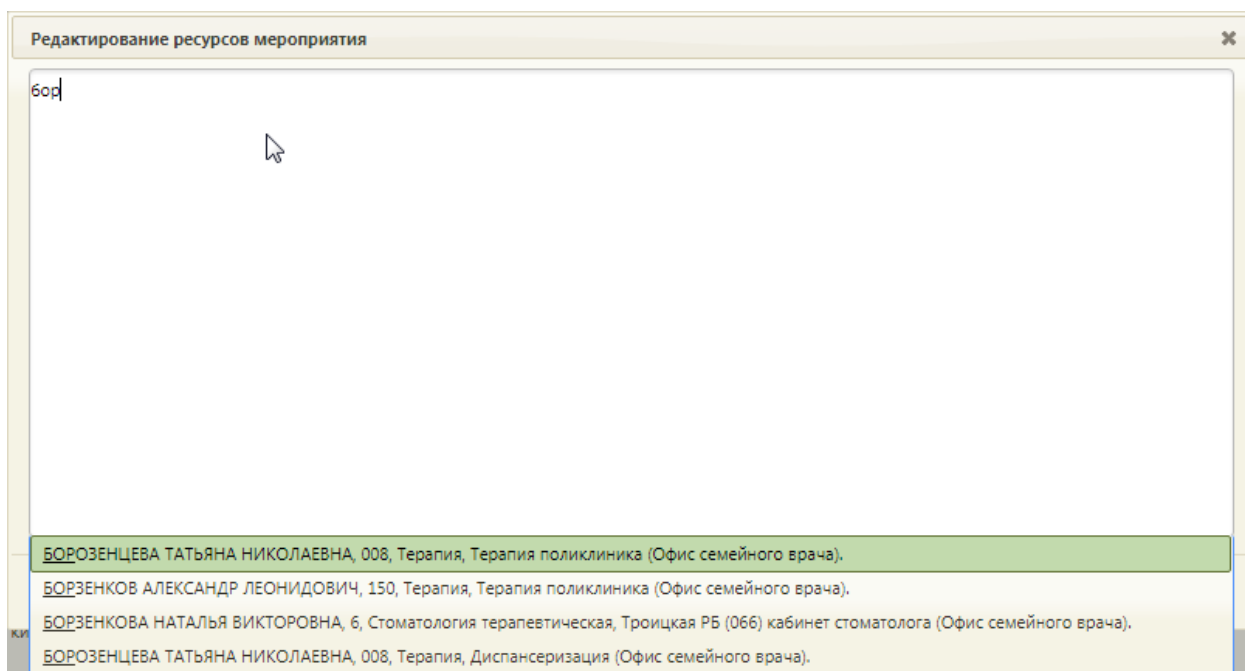 Редактирование ресурсов мероприятия
бор
БОРОЗЕНЦЕВА ТАТЬЯНА НИКОЛАЕВНА, 008, Терапия, Терапия поликлиника (Офис семейного врача).
БОРЗЕНКОВ АЛЕКСАНДР ЛЕОНИДОВИЧ, 150, Терапия, Терапия поликлиника (Офис семейного врача).
БОРЗЕНКОВА НАТАЛЬЯ ВИКТОРОВНА, 6, Стоматология терапевтическая, Троицкая РБ (066) кабинет стоматолога (Офис семейного врача).
БОРОЗЕНЦЕВА ТАТЬЯНА НИКОЛАЕВНА, 008, Терапия, Диспансеризация (Офис семейного врача).